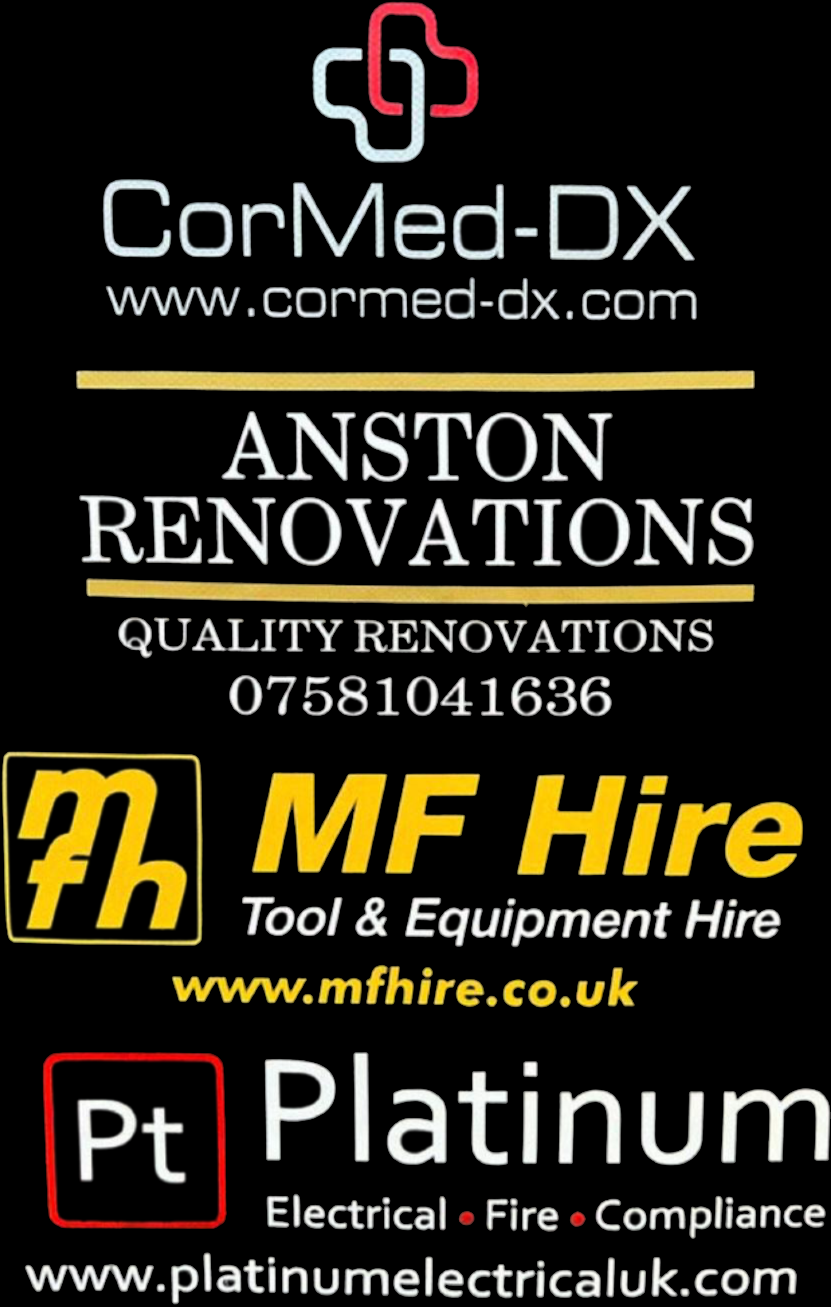 CorMed-DX
www.cormed-dx.com
ANSTON
RENOVATIONS
QUALITY RENOVATIONS
07581041636
mfh
MF Hire
Tool & Equipment Hire
www.mfhire.co.uk
Pt
Platinum
Electrical • Fire • Compliance
www.platinumelectricaluk.com